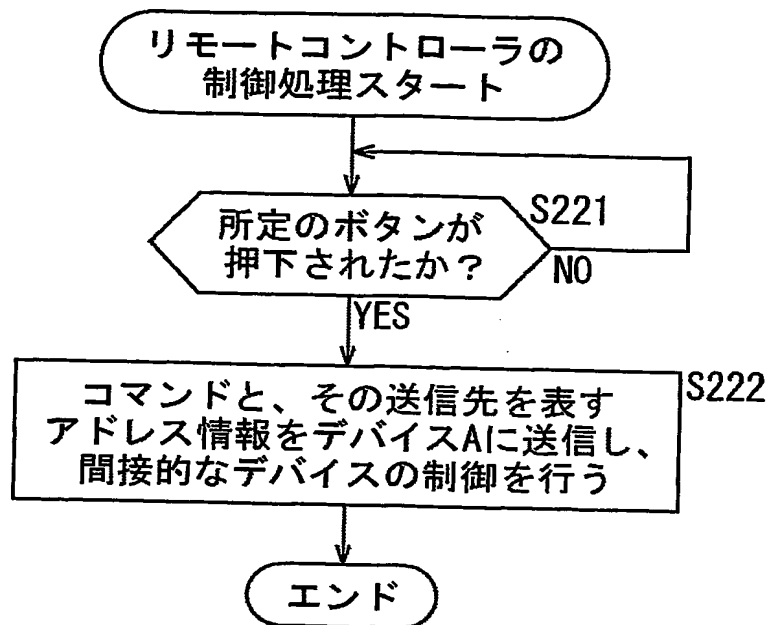 リモートコントローラの
制御処理スタート
所定のボタンが
押下されたか？
S221
NO
YES
コマンドと、その送信先を表す
アドレス情報をデバイスAに送信し、
間接的なデバイスの制御を行う
S222
エンド